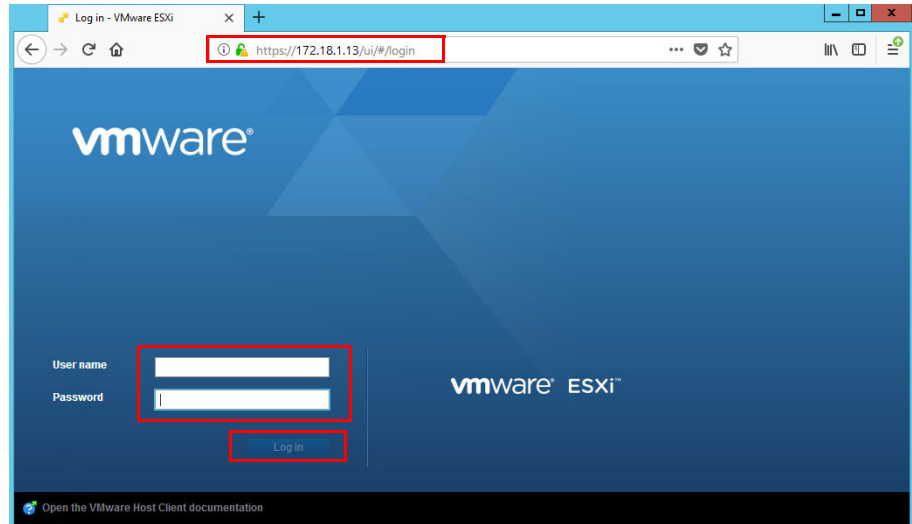 Log in - VMware ESXi
https://172.18.1.13/ui/#/login
vmware®
User name
Password
Log in
vmware® ESXi™
Open the VMware Host Client documentation